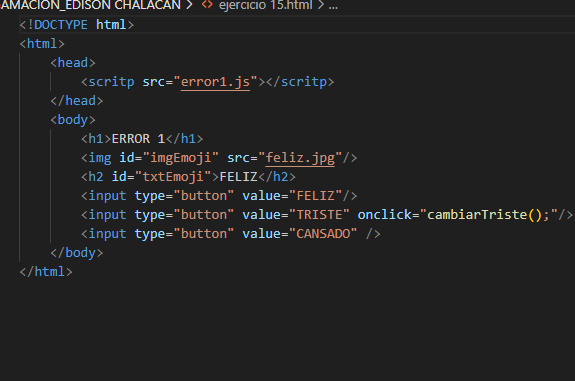 AMACION_EDISON CHALACAN > <> ejercicio 15.html > ...
<!DOCTYPE html>
<html>
    <head>
        <scritp src="error1.js"></scritp>
    </head>
    <body>
        <h1>ERROR 1</h1>
        <img id="imgEmoji" src="feliz.jpg"/>
        <h2 id="txtEmoji">FELIZ</h2>
        <input type="button" value="FELIZ"/>
        <input type="button" value="TRISTE" onclick="cambiarTriste();"/>
        <input type="button" value="CANSADO" />
    </body>
</html>